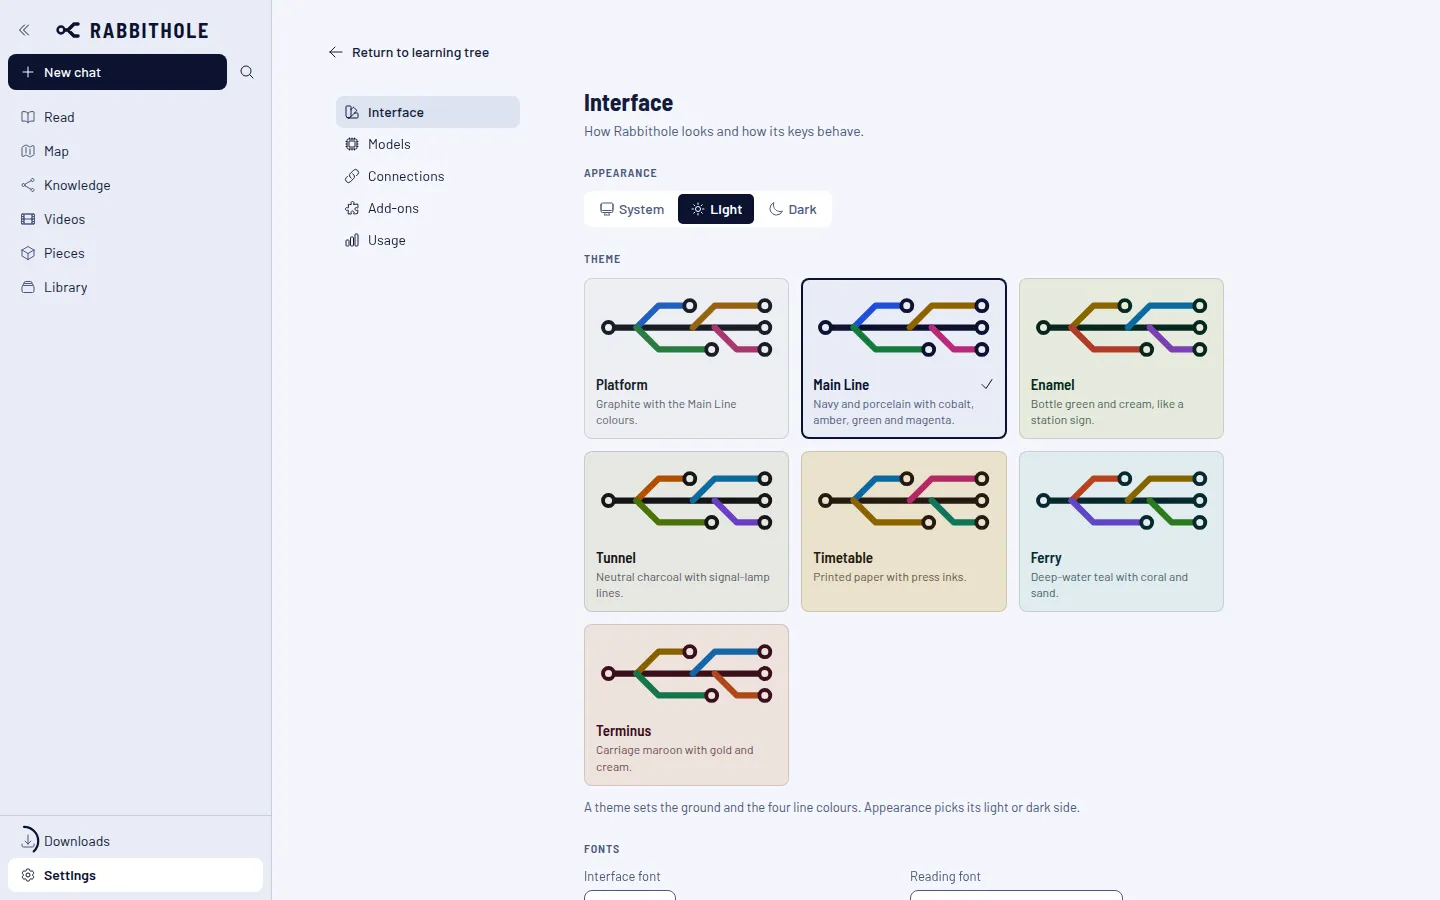 RABBITHOLE
New chat
Read
Map
Knowledge
Videos
Pieces
Library
Downloads
Settings
Return to learning tree
Interface
Models
Connections
Add-ons
Usage
Interface
How Rabbithole looks and how its keys behave.
APPEARANCE
System
Light
Dark
THEME
Platform
Graphite with the Main Line
colours.
Main Line
Navy and porcelain with cobalt,
amber, green and magenta.
Enamel
Bottle green and cream, like a
station sign.
Tunnel
Neutral charcoal with signal-lamp
lines.
Timetable
Printed paper with press inks.
Ferry
Deep-water teal with coral and
sand.
Terminus
Carriage maroon with gold and
cream.
A theme sets the ground and the four line colours. Appearance picks its light or dark side.
FONTS
Interface font
Reading font